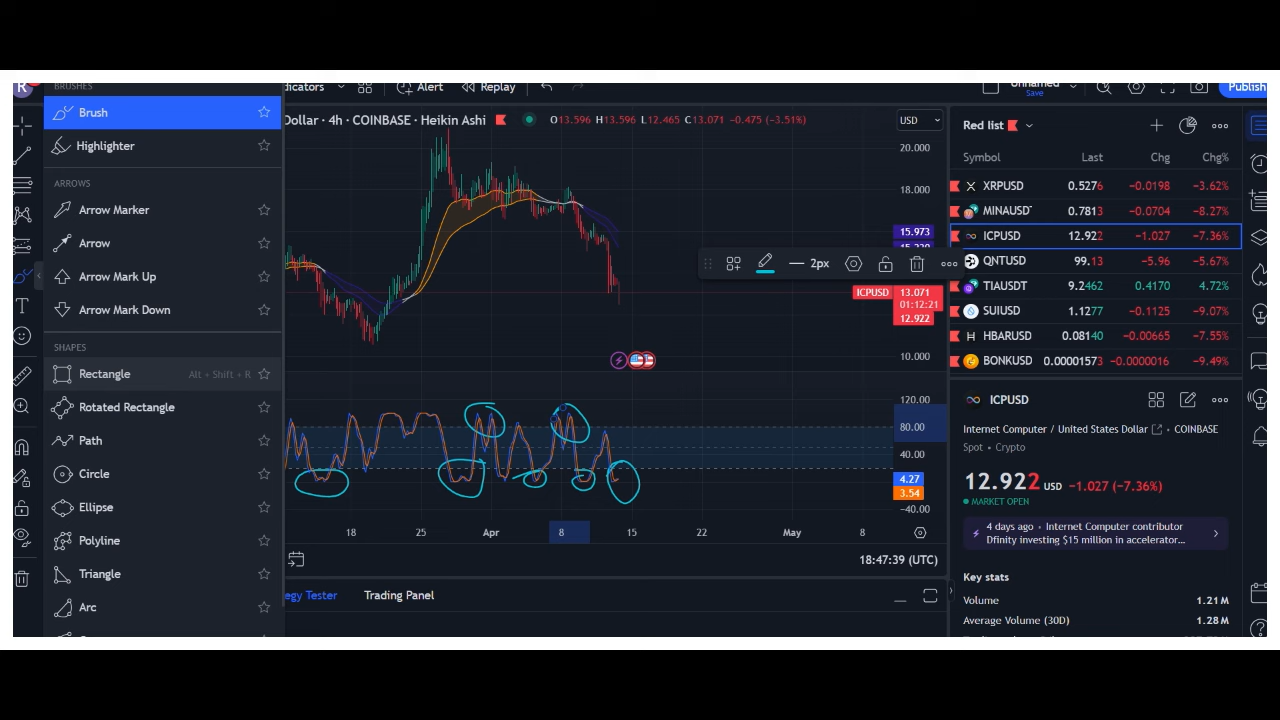 BRUSHES
Brush
Highlighter
ARROWS
Arrow Marker
Arrow
Arrow Mark Up
Arrow Mark Down
SHAPES
Rectangle Alt + Shift + R
Rotated Rectangle
Path
Circle
Ellipse
Polyline
Triangle
Arc
dicators Alert Replay
Unnamed
Save
Publish
Dollar · 4h · COINBASE · Heikin Ashi O13.596 H13.596 L12.465 C13.071 −0.475 (−3.51%)
USD
20.000
18.000
15.973
2px
ICPUSD 13.071
01:12:21
12.922
10.000
120.00
80.00
40.00
4.27
3.54
−40.00
18 25 Apr 8 15 22 May 8
18:47:39 (UTC)
egy Tester Trading Panel
Red list
Symbol Last Chg Chg%
XRPUSD 0.5276 −0.0198 −3.62%
MINAUSDT 0.7813 −0.0704 −8.27%
ICPUSD 12.922 −1.027 −7.36%
QNTUSD 99.13 −5.96 −5.67%
TIAUSDT 9.2462 0.4170 4.72%
SUIUSD 1.1277 −0.1125 −9.07%
HBARUSD 0.08140 −0.00665 −7.55%
BONKUSD 0.00001573 −0.0000016 −9.49%
ICPUSD
Internet Computer / United States Dollar · COINBASE
Spot · Crypto
12.922 USD −1.027 (−7.36%)
MARKET OPEN
4 days ago · Internet Computer contributor
Dfinity investing $15 million in accelerator...
Key stats
Volume 1.21M
Average Volume (30D) 1.28M